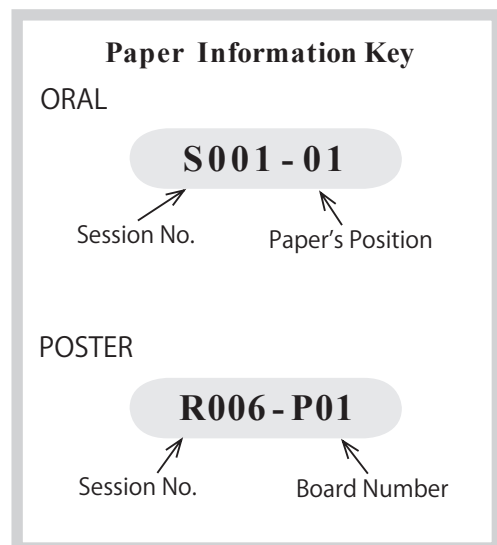 Paper Information Key
ORAL
S001 - 01
Session No. Paper's Position
POSTER
R006 - P01
Session No. Board Number